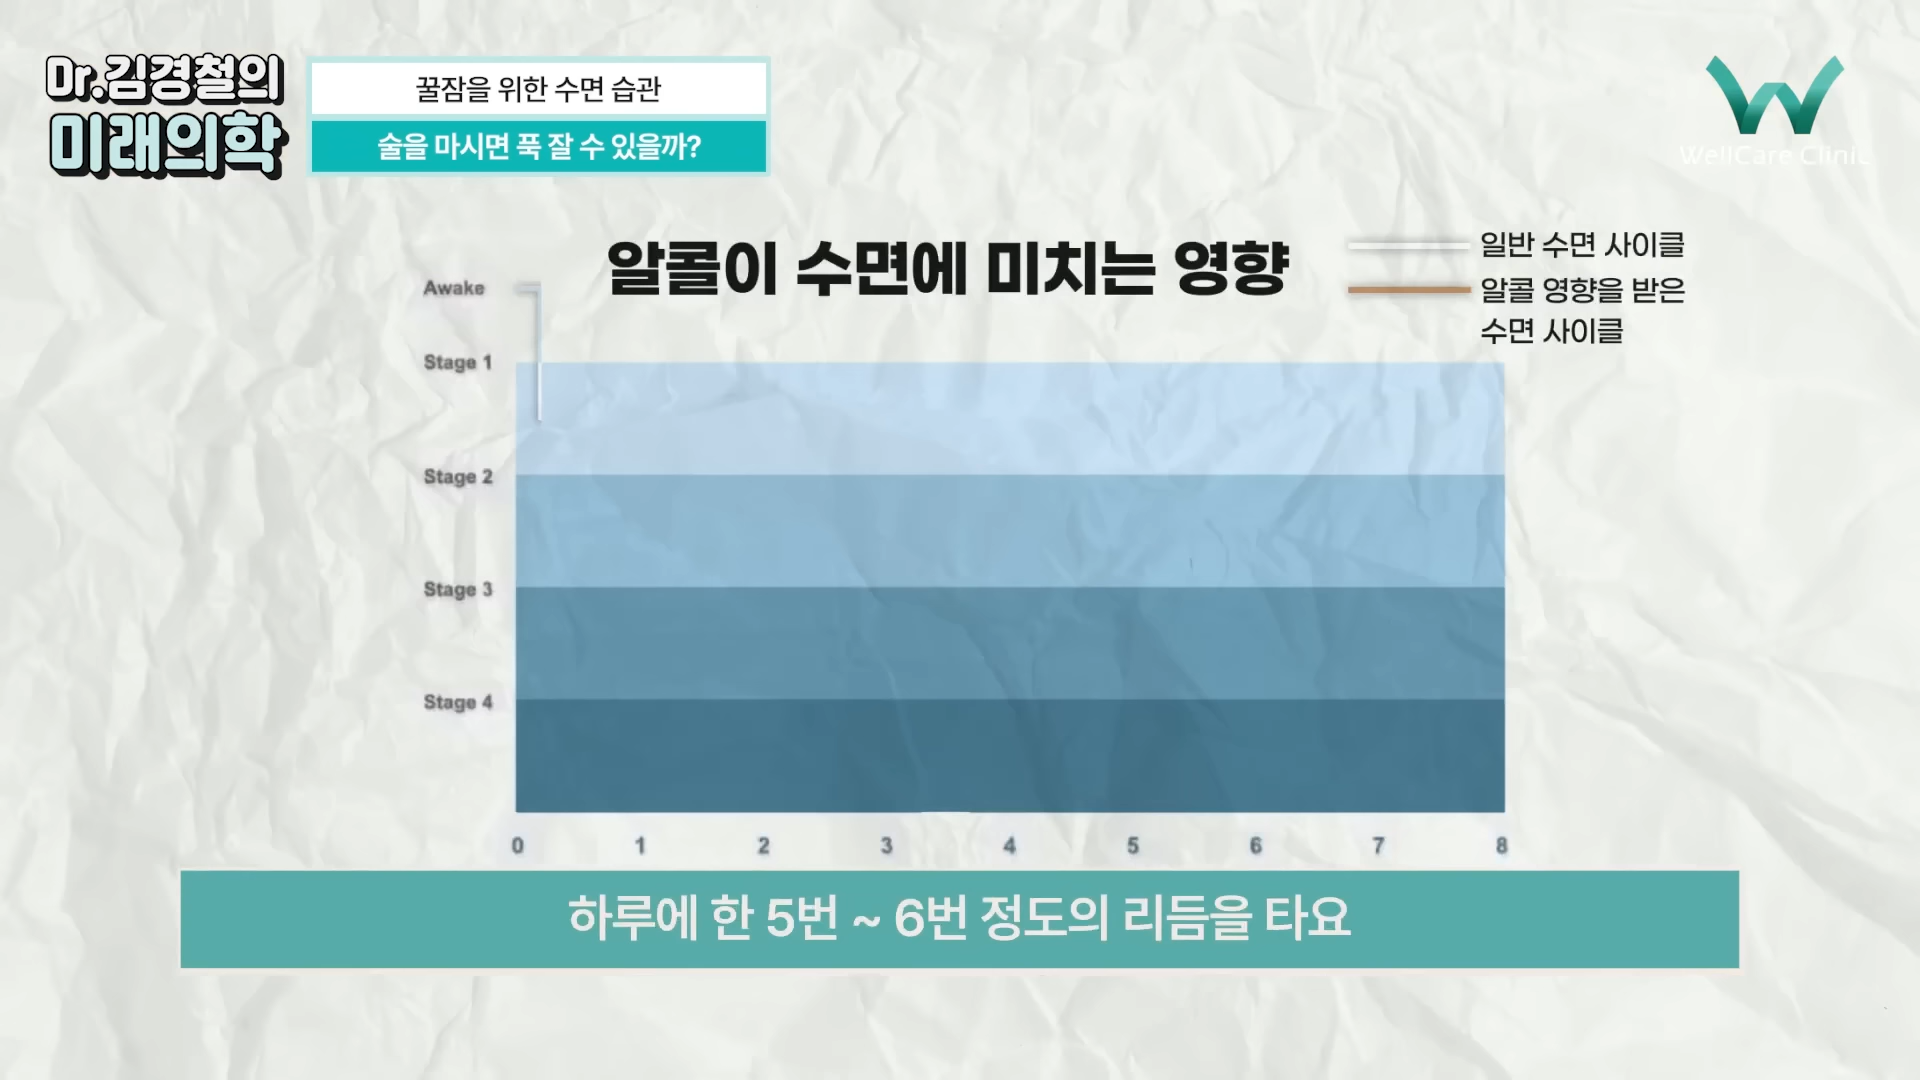 Dr.김경철의
미래의학
꿀잠을 위한 수면 습관
술을 마시면 푹 잘 수 있을까?
WellCare Clinic
알콜이 수면에 미치는 영향
일반 수면 사이클
알콜 영향을 받은
수면 사이클
Awake
Stage 1
Stage 2
Stage 3
Stage 4
0 1 2 3 4 5 6 7 8
하루에 한 5번 ~ 6번 정도의 리듬을 타요